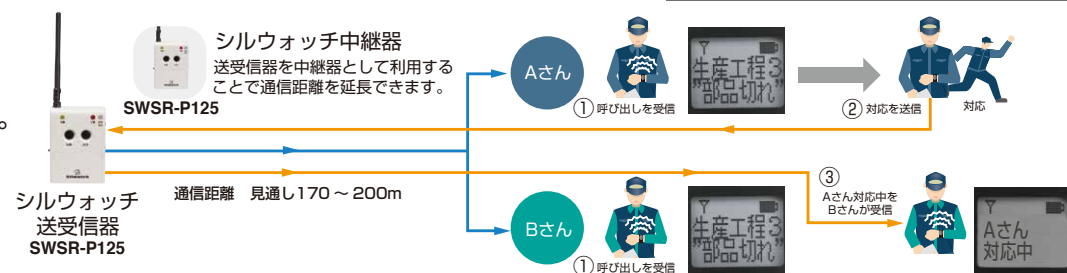 シルウォッチ中継器
送受信器を中継器として利用する
ことで通信距離を延長できます。
SWSR-P125
。
シルウォッチ
送受信器
SWSR-P125
通信距離 見通し170～200m
Aさん
①呼び出しを受信
生産工程3
"部品切れ"
②対応を送信
対応
Bさん
①呼び出しを受信
生産工程3
"部品切れ"
③
Aさん対応中を
Bさんが受信
Aさん
対応中